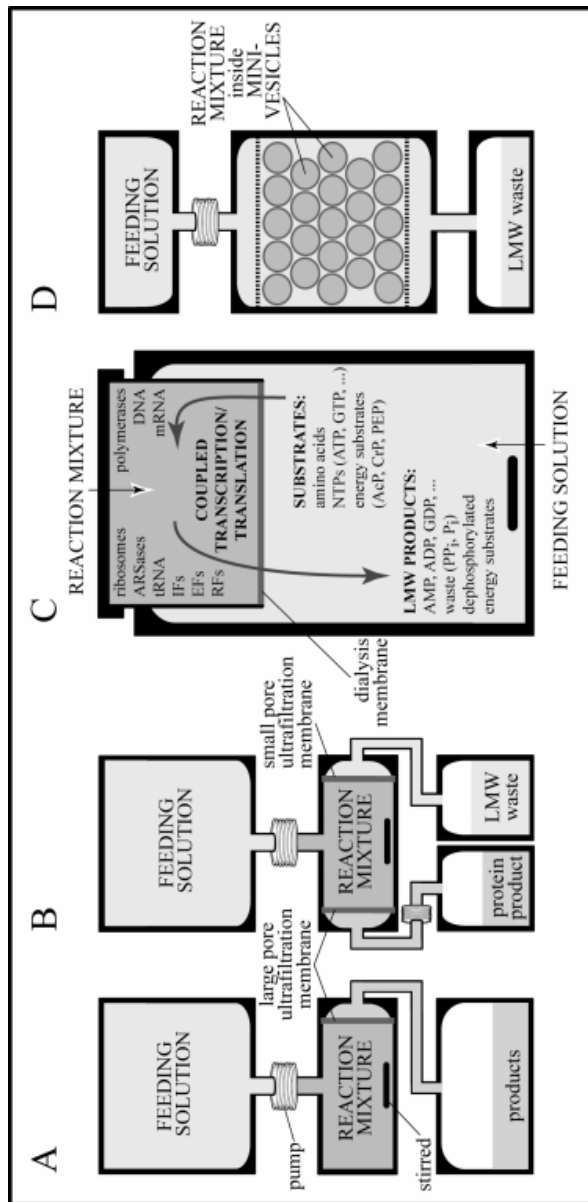 A
FEEDING
SOLUTION
pump
REACTION
MIXTURE
stirred
products
large pore
ultrafiltration
membrane
B
FEEDING
SOLUTION
small pore
ultrafiltration
membrane
REACTION
MIXTURE
protein
product
LMW
waste
C
REACTION MIXTURE
ribosomes
ARSases
tRNA
IFs
EFs
RFs
polymerases
DNA
mRNA
COUPLED
TRANSCRIPTION/
TRANSLATION
dialysis
membrane
SUBSTRATES:
amino acids
NTPs (ATP, GTP, ...)
energy substrates
(AcP, CrP, PEP)
LMW PRODUCTS:
AMP, ADP, GDP, ...
waste (PPi, Pi)
dephosphorylated
energy substrates
FEEDING SOLUTION
D
FEEDING
SOLUTION
REACTION
MIXTURE
inside
MINI-
VESICLES
LMW waste